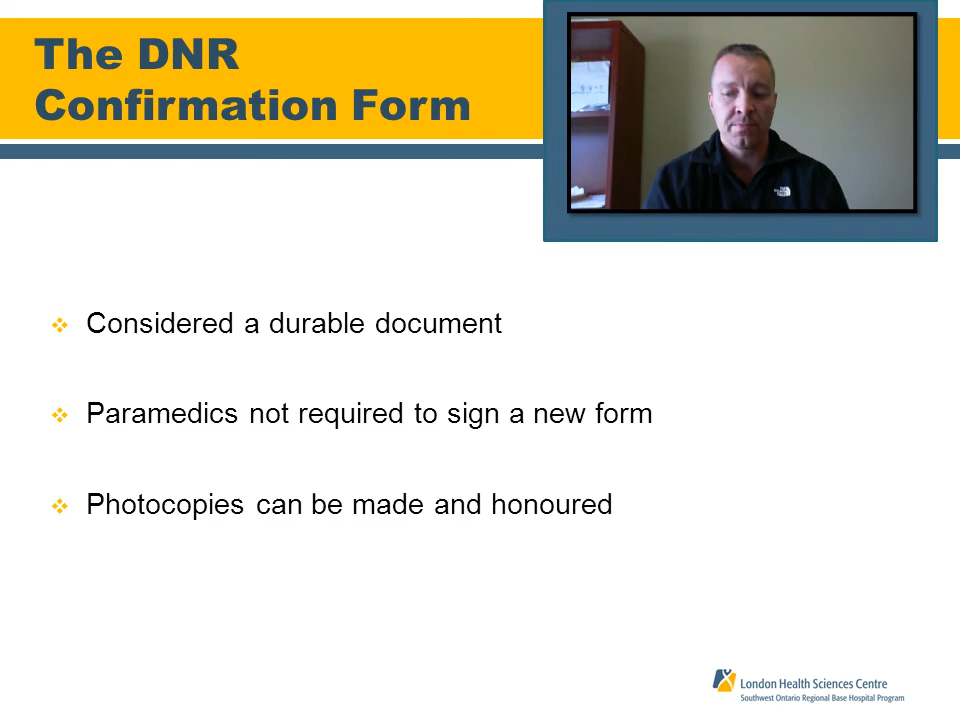 The DNR
Confirmation Form
Considered a durable document
Paramedics not required to sign a new form
Photocopies can be made and honoured
London Health Sciences Centre
Southwest Ontario Regional Base Hospital Program